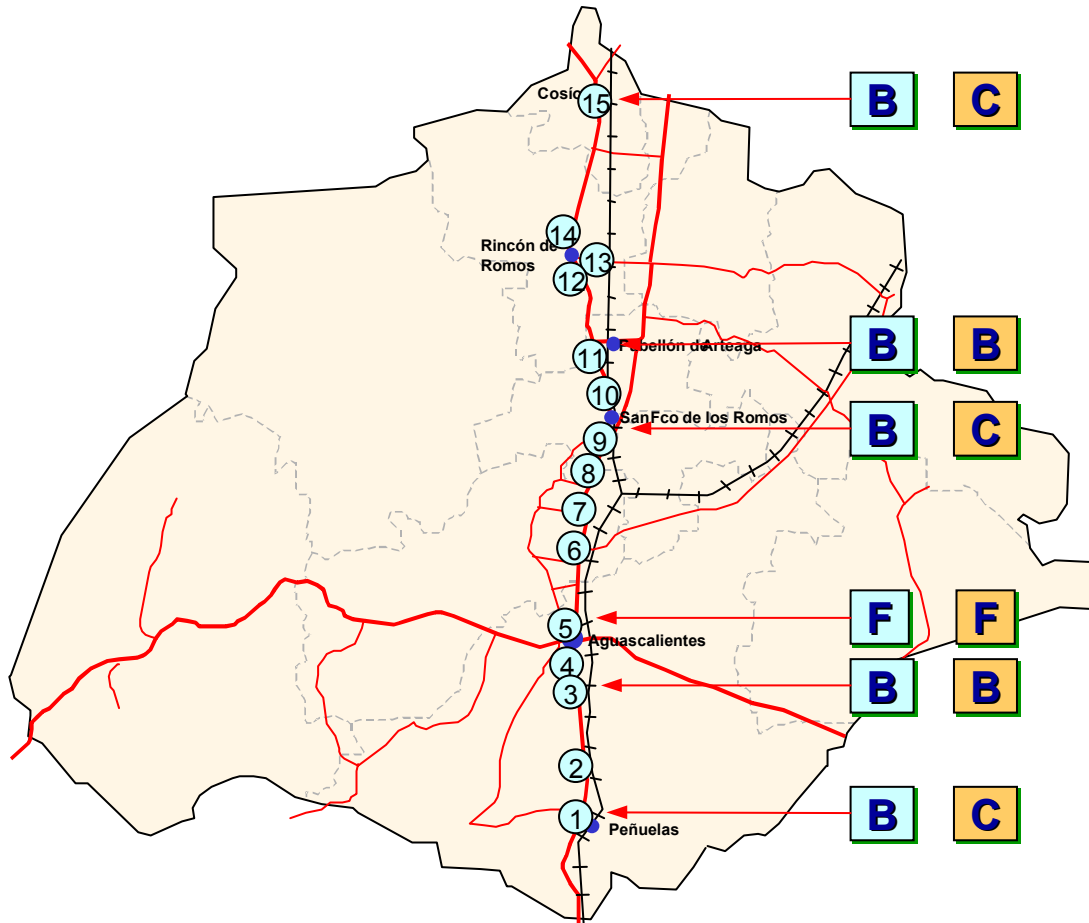 Cosío
15
B C
14
Rincón de
Romos
13
12
B B
Pabellón de Arteaga
11
10
San Fco de los Romos
B C
9
8
7
6
F F
5
Aguascalientes
4
B B
3
2
B C
1
Peñuelas